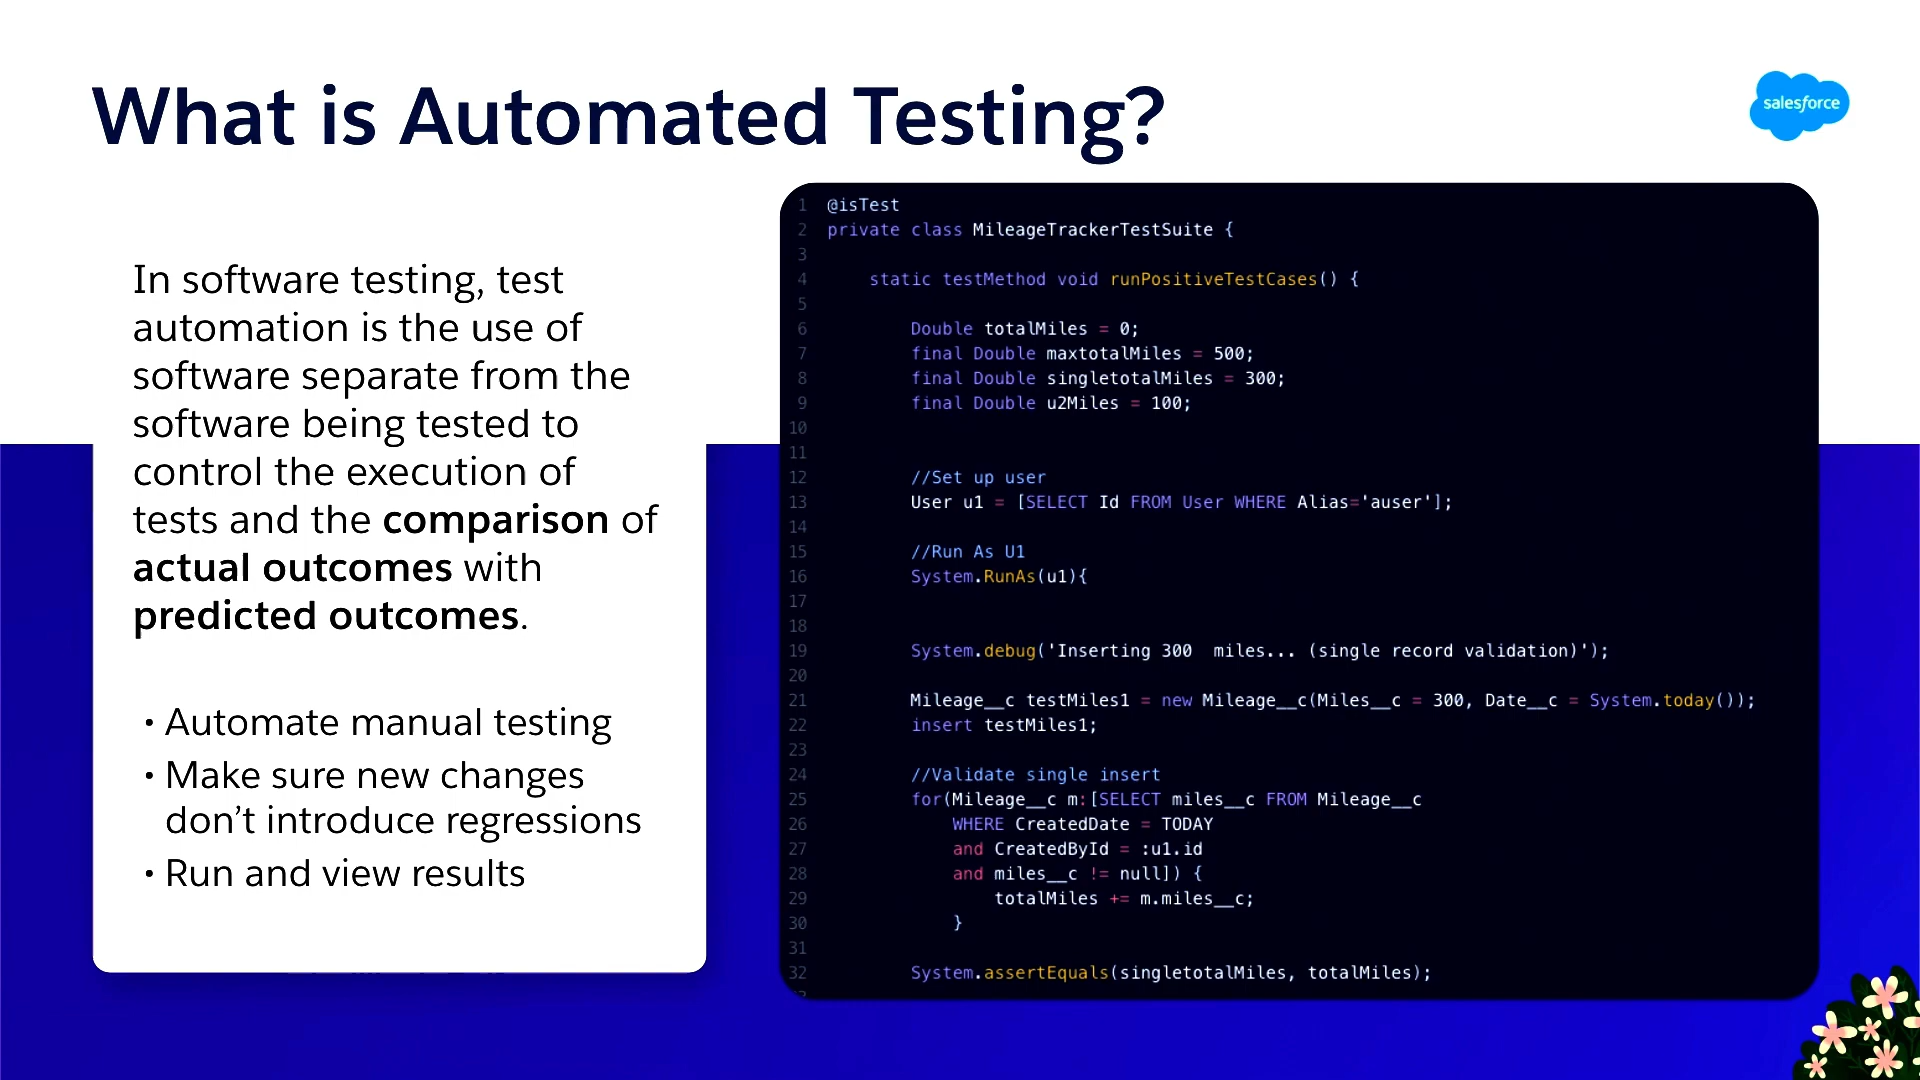 What is Automated Testing?
salesforce
In software testing, test
automation is the use of
software separate from the
software being tested to
control the execution of
tests and the comparison of
actual outcomes with
predicted outcomes.
• Automate manual testing
• Make sure new changes
don’t introduce regressions
• Run and view results
1 @isTest
2 private class MileageTrackerTestSuite {
3
4 static testMethod void runPositiveTestCases() {
5
6 Double totalMiles = 0;
7 final Double maxtotalMiles = 500;
8 final Double singletotalMiles = 300;
9 final Double u2Miles = 100;
10
11
12 //Set up user
13 User u1 = [SELECT Id FROM User WHERE Alias='auser'];
14
15 //Run As U1
16 System.RunAs(u1){
17
18
19 System.debug('Inserting 300  miles... (single record validation)');
20
21 Mileage__c testMiles1 = new Mileage__c(Miles__c = 300, Date__c = System.today());
22 insert testMiles1;
23
24 //Validate single insert
25 for(Mileage__c m:[SELECT miles__c FROM Mileage__c
26 WHERE CreatedDate = TODAY
27 and CreatedById = :u1.id
28 and miles__c != null]) {
29 totalMiles += m.miles__c;
30 }
31
32 System.assertEquals(singletotalMiles, totalMiles);